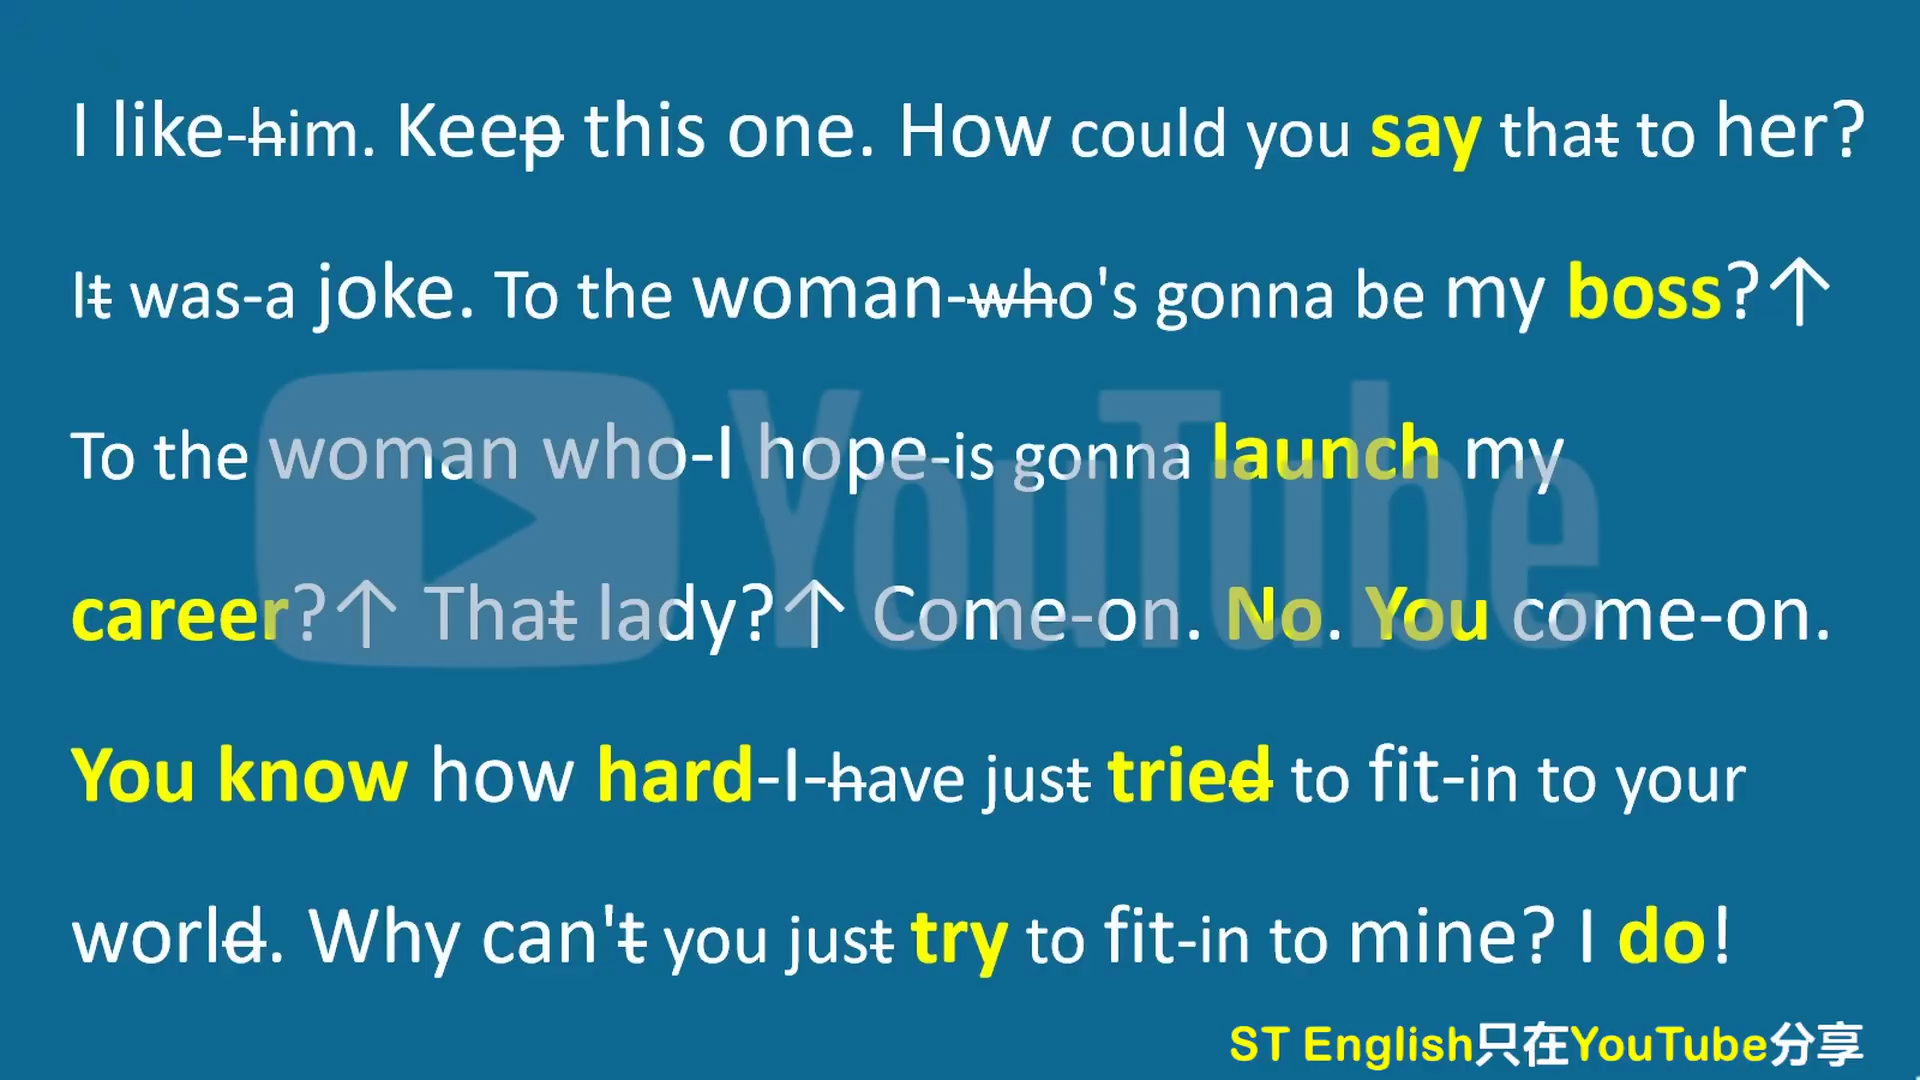 I like-him. Keep this one. How could you say that to her?
It was-a joke. To the woman-who's gonna be my boss?↑
To the woman who-I hope-is gonna launch my
career?↑ That lady?↑ Come-on. No. You come-on.
You know how hard-I-have just tried to fit-in to your
world. Why can't you just try to fit-in to mine? I do!
YouTube
ST English只在YouTube分享